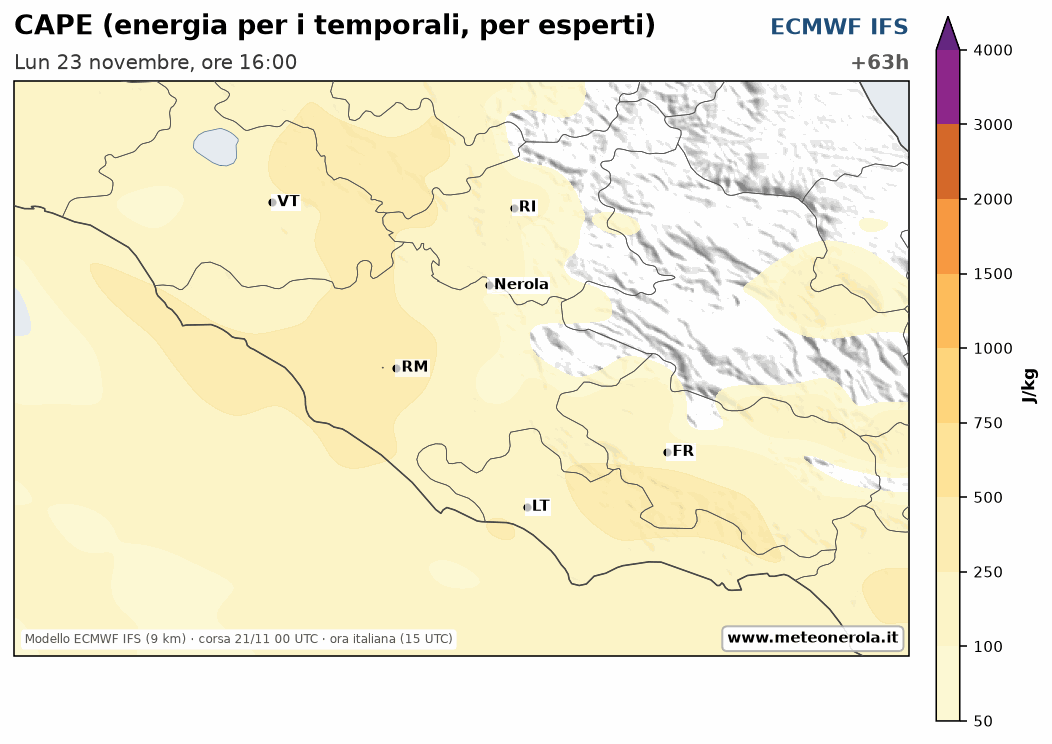 CAPE (energia per i temporali, per esperti)
ECMWF IFS
Lun 23 novembre, ore 16:00
+63h
4000
3000
2000
1500
1000
750
500
250
100
50
J/kg
VT
RI
Nerola
RM
FR
LT
Modello ECMWF IFS (9 km) · corsa 21/11 00 UTC · ora italiana (15 UTC)
www.meteonerola.it